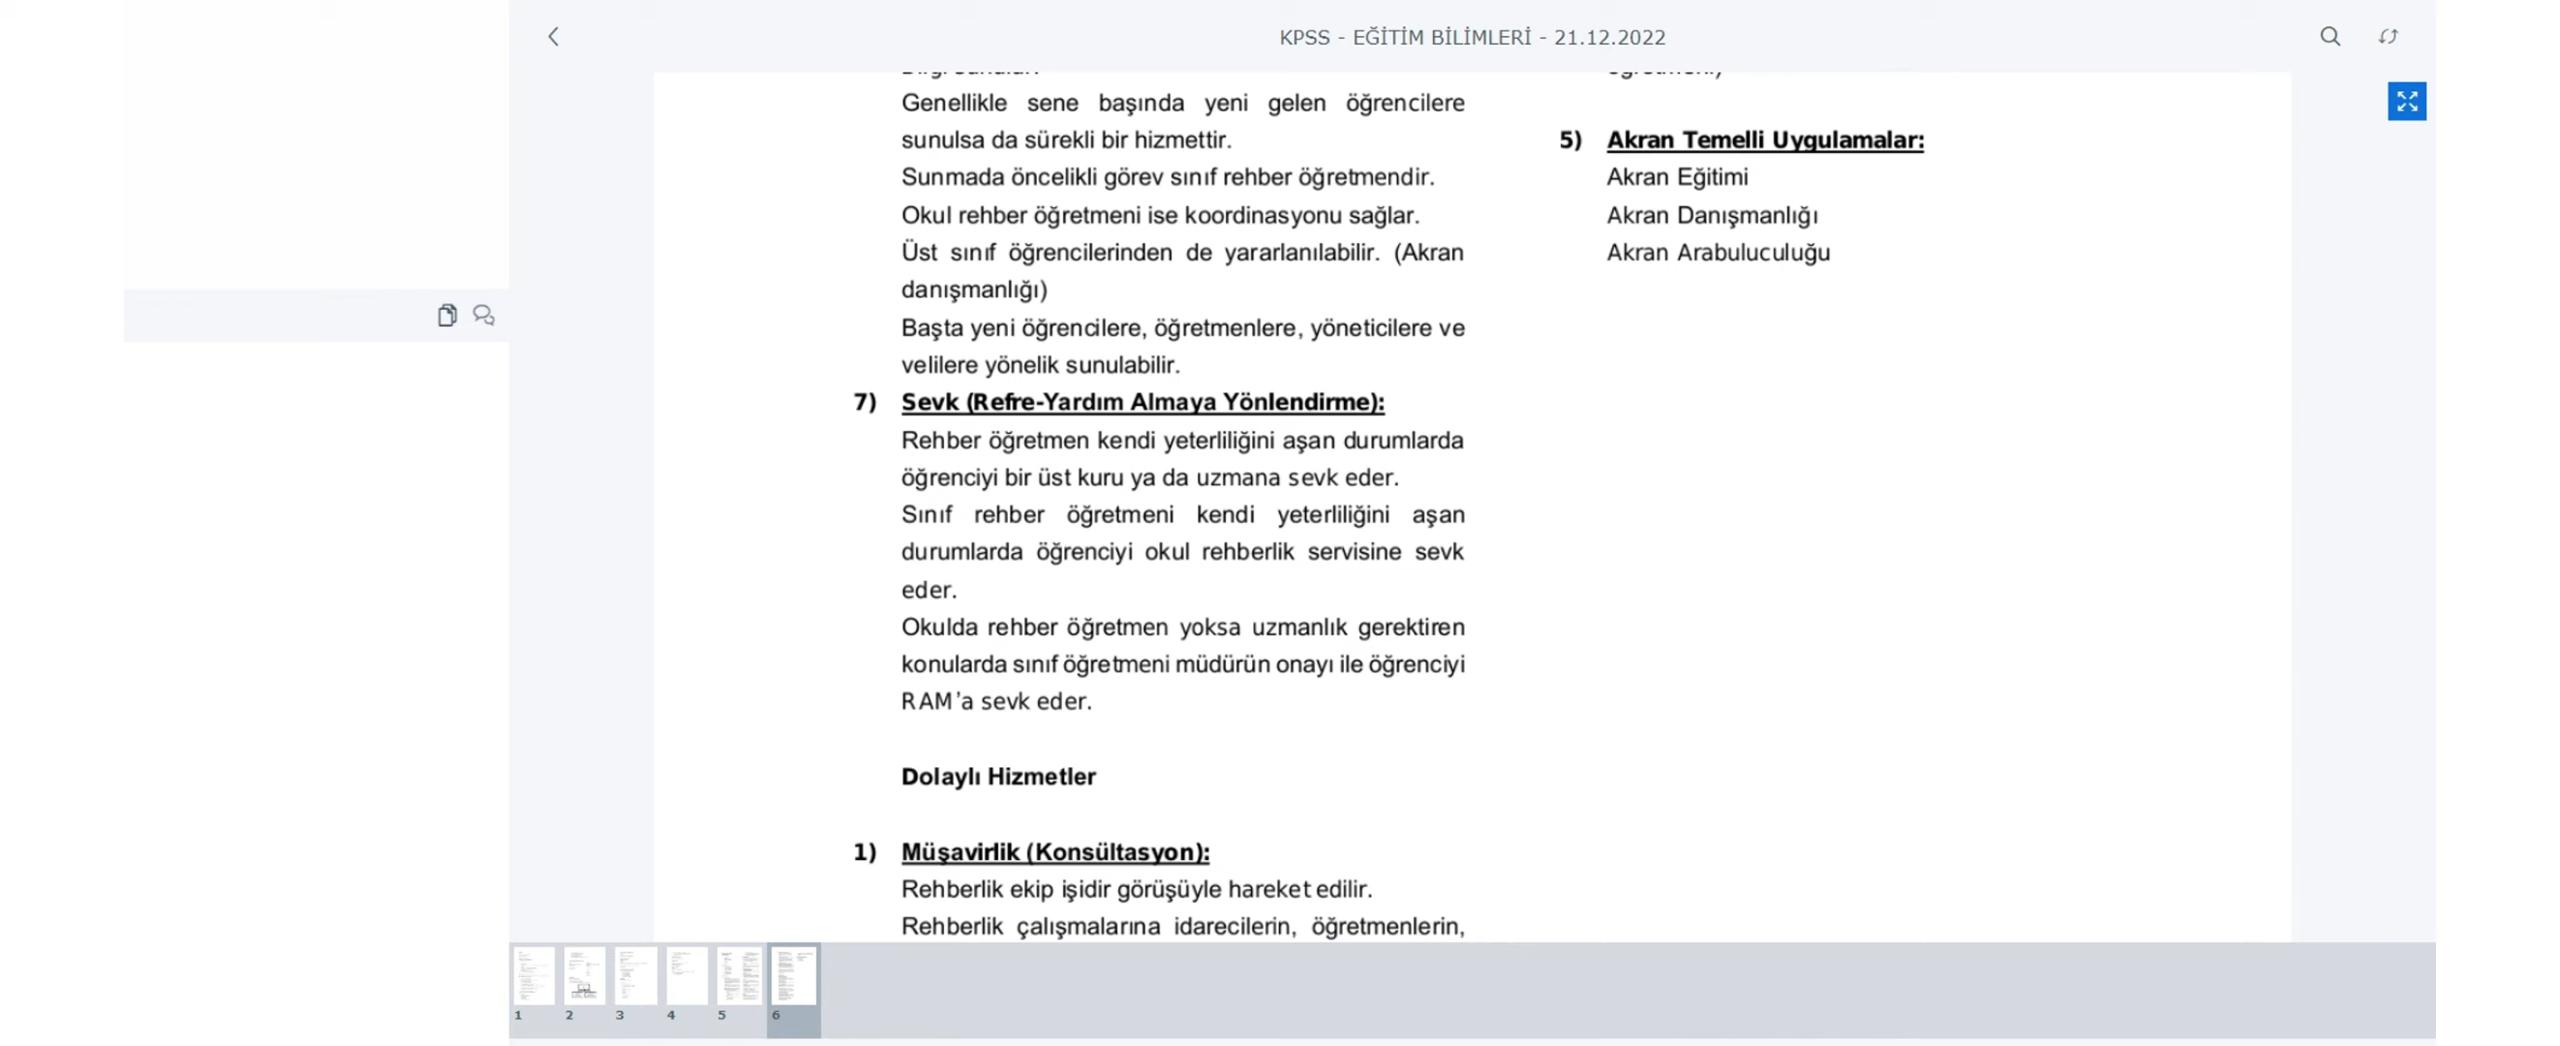 KPSS - EĞİTİM BİLİMLERİ - 21.12.2022
Genellikle sene başında yeni gelen öğrencilere
sunulsa da sürekli bir hizmettir.
Sunmada öncelikli görev sınıf rehber öğretmendir.
Okul rehber öğretmeni ise koordinasyonu sağlar.
Üst sınıf öğrencilerinden de yararlanılabilir. (Akran
danışmanlığı)
Başta yeni öğrencilere, öğretmenlere, yöneticilere ve
velilere yönelik sunulabilir.
7) Sevk (Refre-Yardım Almaya Yönlendirme):
Rehber öğretmen kendi yeterliliğini aşan durumlarda
öğrenciyi bir üst kuru ya da uzmana sevk eder.
Sınıf rehber öğretmeni kendi yeterliliğini aşan
durumlarda öğrenciyi okul rehberlik servisine sevk
eder.
Okulda rehber öğretmen yoksa uzmanlık gerektiren
konularda sınıf öğretmeni müdürün onayı ile öğrenciyi
RAM'a sevk eder.
Dolaylı Hizmetler
1) Müşavirlik (Konsültasyon):
Rehberlik ekip işidir görüşüyle hareket edilir.
Rehberlik çalışmalarına idarecilerin, öğretmenlerin,
5) Akran Temelli Uygulamalar:
Akran Eğitimi
Akran Danışmanlığı
Akran Arabuluculuğu
1 2 3 4 5 6